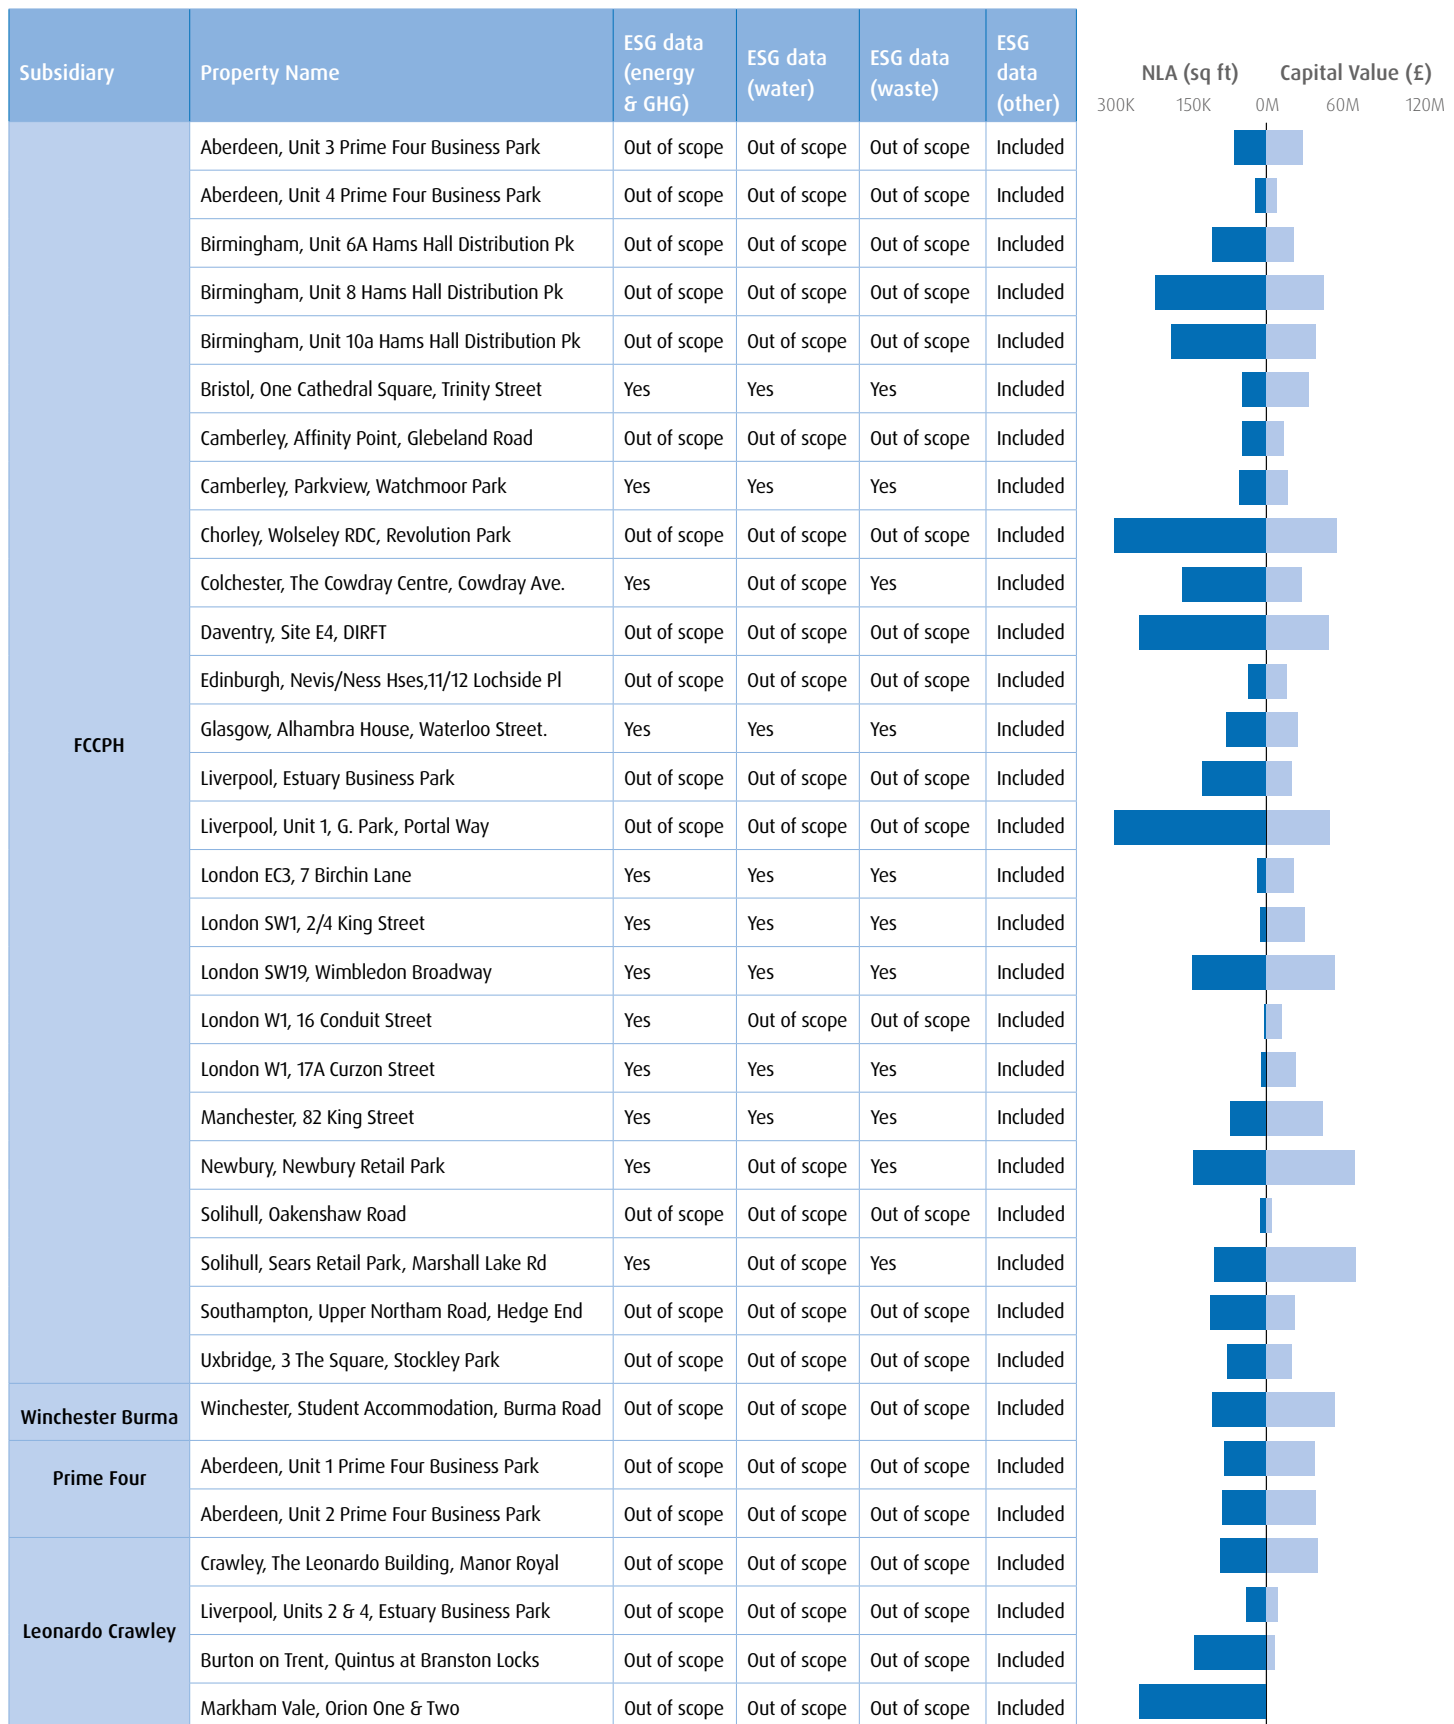 Subsidiary
Property Name
ESG data
(energy
& GHG)
ESG data
(water)
ESG data
(waste)
ESG
data
(other)
NLA (sq ft) Capital Value (£)
300K 150K 0M 60M 120M
FCCPH
Aberdeen, Unit 3 Prime Four Business Park Out of scope Out of scope Out of scope Included
Aberdeen, Unit 4 Prime Four Business Park Out of scope Out of scope Out of scope Included
Birmingham, Unit 6A Hams Hall Distribution Pk Out of scope Out of scope Out of scope Included
Birmingham, Unit 8 Hams Hall Distribution Pk Out of scope Out of scope Out of scope Included
Birmingham, Unit 10a Hams Hall Distribution Pk Out of scope Out of scope Out of scope Included
Bristol, One Cathedral Square, Trinity Street Yes Yes Yes Included
Camberley, Affinity Point, Glebeland Road Out of scope Out of scope Out of scope Included
Camberley, Parkview, Watchmoor Park Yes Yes Yes Included
Chorley, Wolseley RDC, Revolution Park Out of scope Out of scope Out of scope Included
Colchester, The Cowdray Centre, Cowdray Ave. Yes Out of scope Yes Included
Daventry, Site E4, DIRFT Out of scope Out of scope Out of scope Included
Edinburgh, Nevis/Ness Hses,11/12 Lochside Pl Out of scope Out of scope Out of scope Included
Glasgow, Alhambra House, Waterloo Street. Yes Yes Yes Included
Liverpool, Estuary Business Park Out of scope Out of scope Out of scope Included
Liverpool, Unit 1, G. Park, Portal Way Out of scope Out of scope Out of scope Included
London EC3, 7 Birchin Lane Yes Yes Yes Included
London SW1, 2/4 King Street Yes Yes Yes Included
London SW19, Wimbledon Broadway Yes Yes Yes Included
London W1, 16 Conduit Street Yes Out of scope Out of scope Included
London W1, 17A Curzon Street Yes Yes Yes Included
Manchester, 82 King Street Yes Yes Yes Included
Newbury, Newbury Retail Park Yes Out of scope Yes Included
Solihull, Oakenshaw Road Out of scope Out of scope Out of scope Included
Solihull, Sears Retail Park, Marshall Lake Rd Yes Out of scope Yes Included
Southampton, Upper Northam Road, Hedge End Out of scope Out of scope Out of scope Included
Uxbridge, 3 The Square, Stockley Park Out of scope Out of scope Out of scope Included
Winchester Burma
Winchester, Student Accommodation, Burma Road Out of scope Out of scope Out of scope Included
Prime Four
Aberdeen, Unit 1 Prime Four Business Park Out of scope Out of scope Out of scope Included
Aberdeen, Unit 2 Prime Four Business Park Out of scope Out of scope Out of scope Included
Leonardo Crawley
Crawley, The Leonardo Building, Manor Royal Out of scope Out of scope Out of scope Included
Liverpool, Units 2 & 4, Estuary Business Park Out of scope Out of scope Out of scope Included
Burton on Trent, Quintus at Branston Locks Out of scope Out of scope Out of scope Included
Markham Vale, Orion One & Two Out of scope Out of scope Out of scope Included